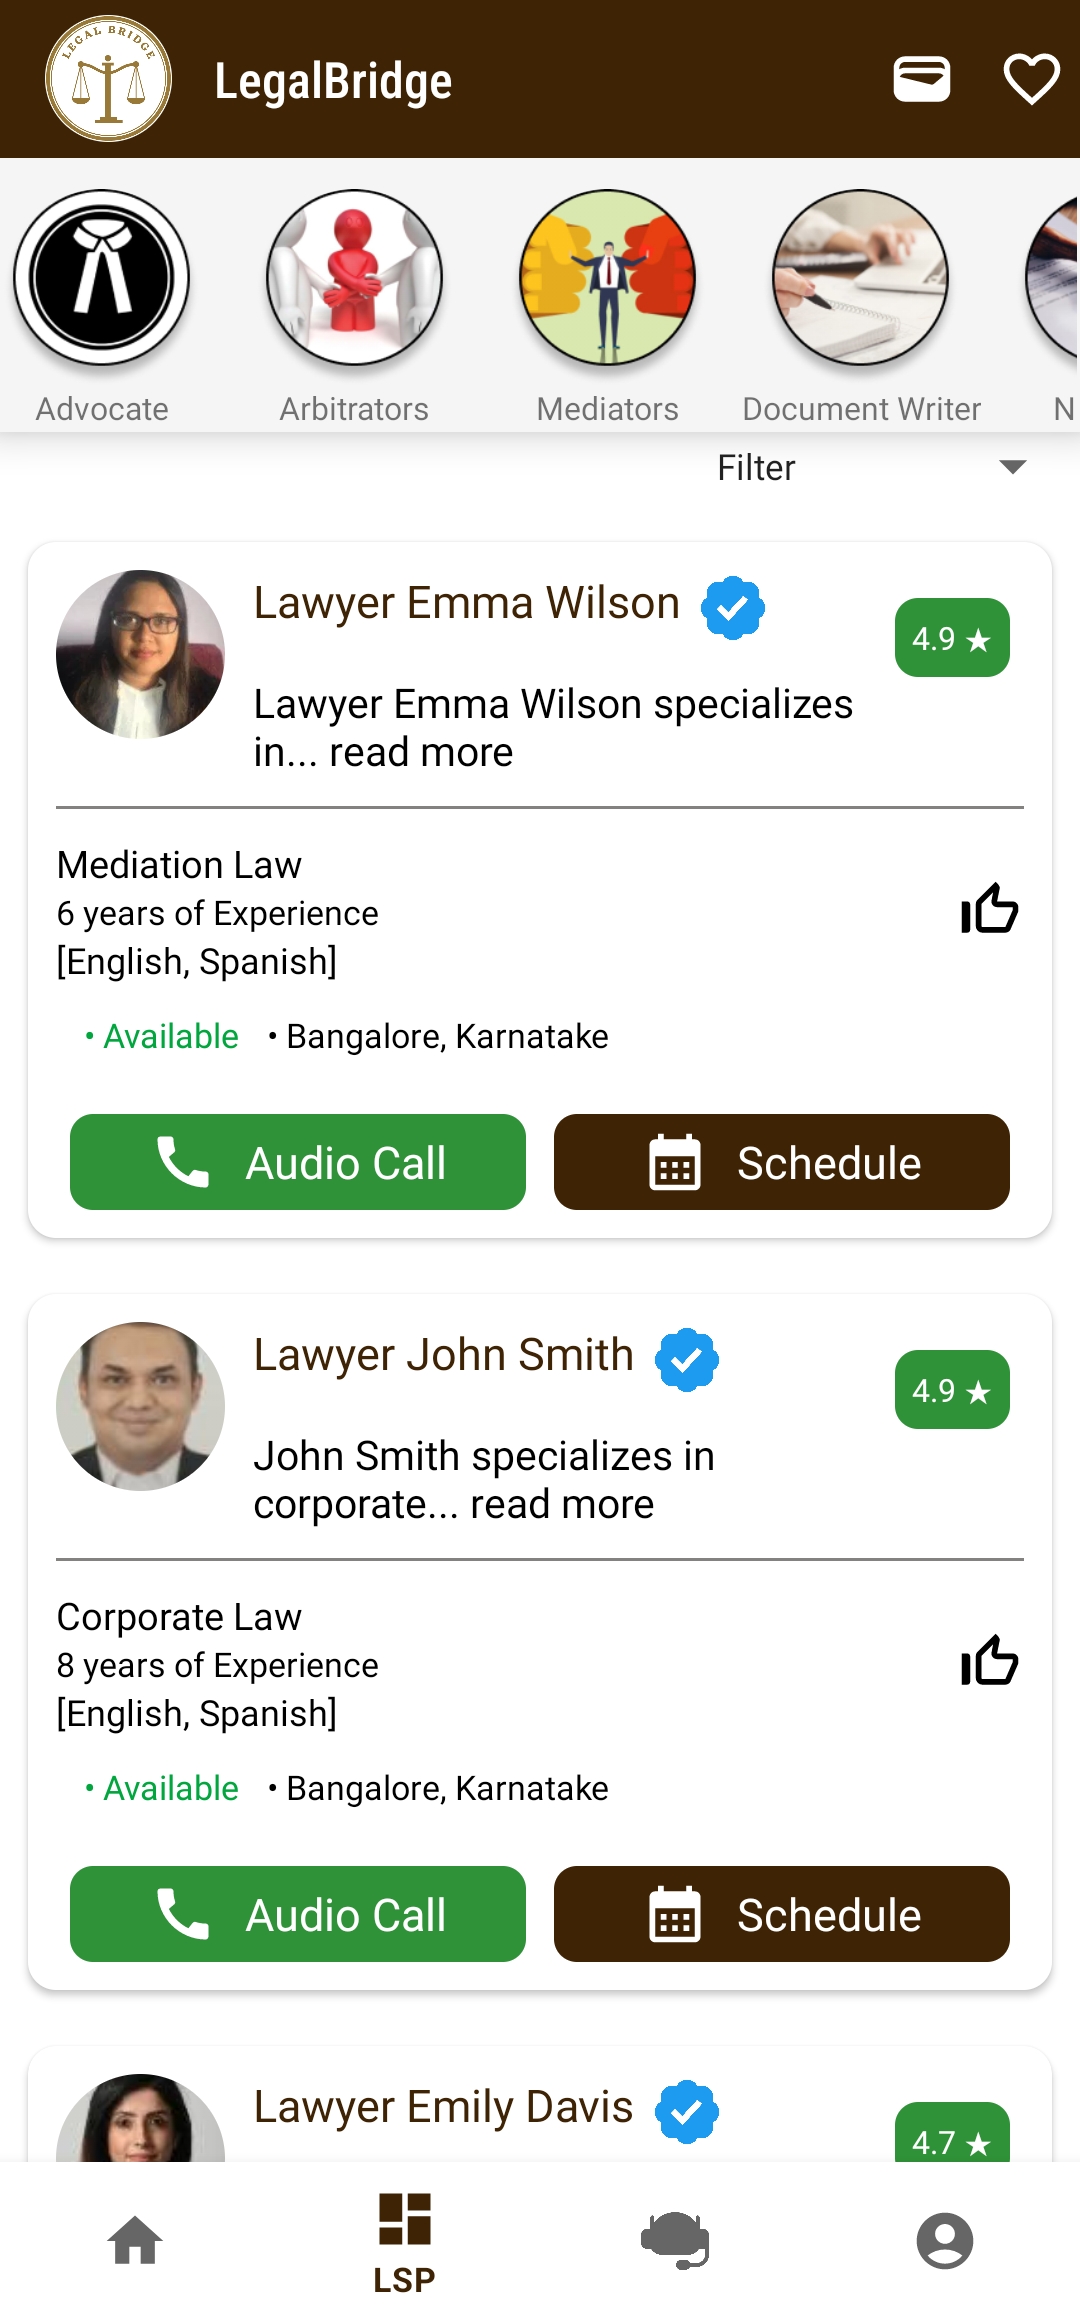 LEGAL BRIDGE
LegalBridge
Advocate
Arbitrators
Mediators
Document Writer
N
Filter
Lawyer Emma Wilson
4.9 ★
Lawyer Emma Wilson specializes
in... read more
Mediation Law
6 years of Experience
[English, Spanish]
• Available • Bangalore, Karnatake
Audio Call
Schedule
Lawyer John Smith
4.9 ★
John Smith specializes in
corporate... read more
Corporate Law
8 years of Experience
[English, Spanish]
• Available • Bangalore, Karnatake
Audio Call
Schedule
Lawyer Emily Davis
4.7 ★
LSP